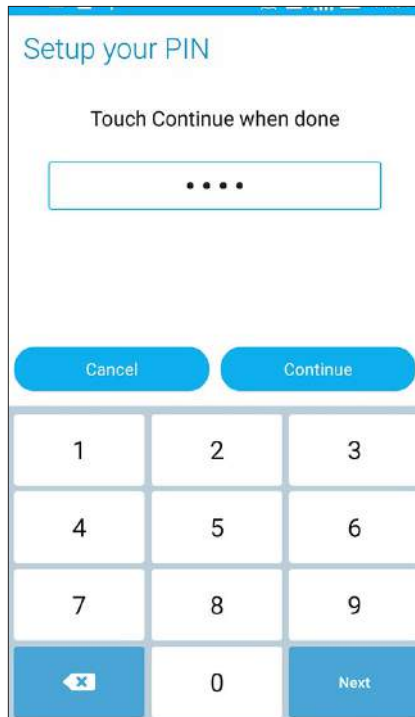 Setup your PIN
Touch Continue when done
••••
Cancel Continue
1 2 3
4 5 6
7 8 9
0 Next